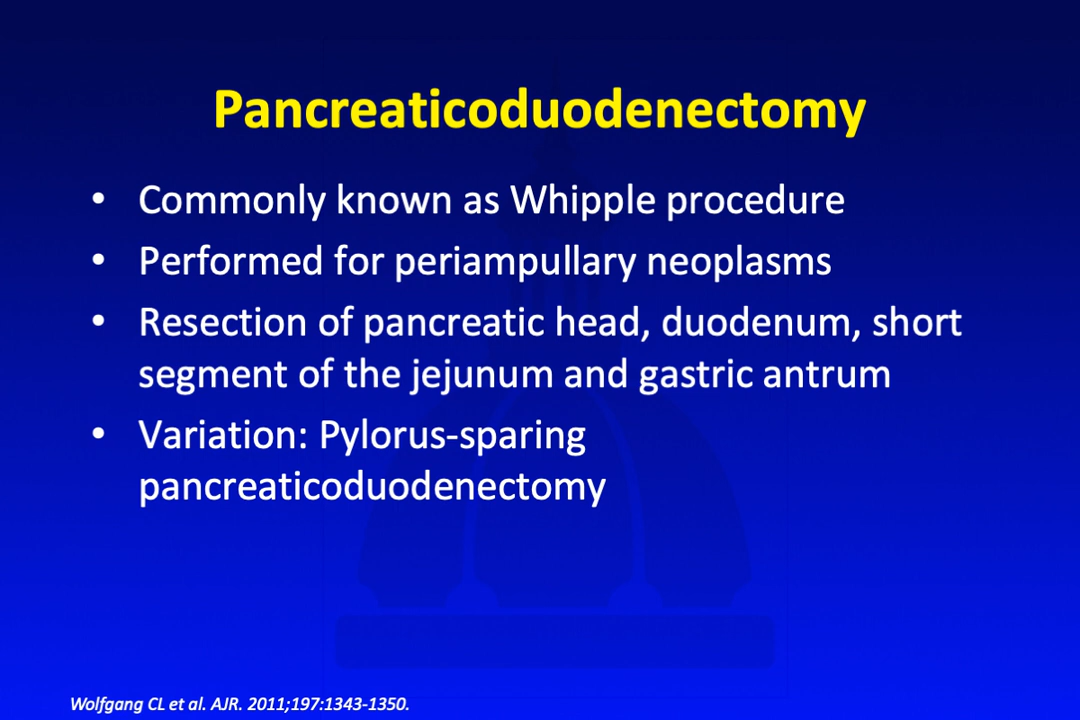 Pancreaticoduodenectomy
• Commonly known as Whipple procedure
• Performed for periampullary neoplasms
• Resection of pancreatic head, duodenum, short
segment of the jejunum and gastric antrum
• Variation: Pylorus-sparing
pancreaticoduodenectomy
Wolfgang CL et al. AJR. 2011;197:1343-1350.